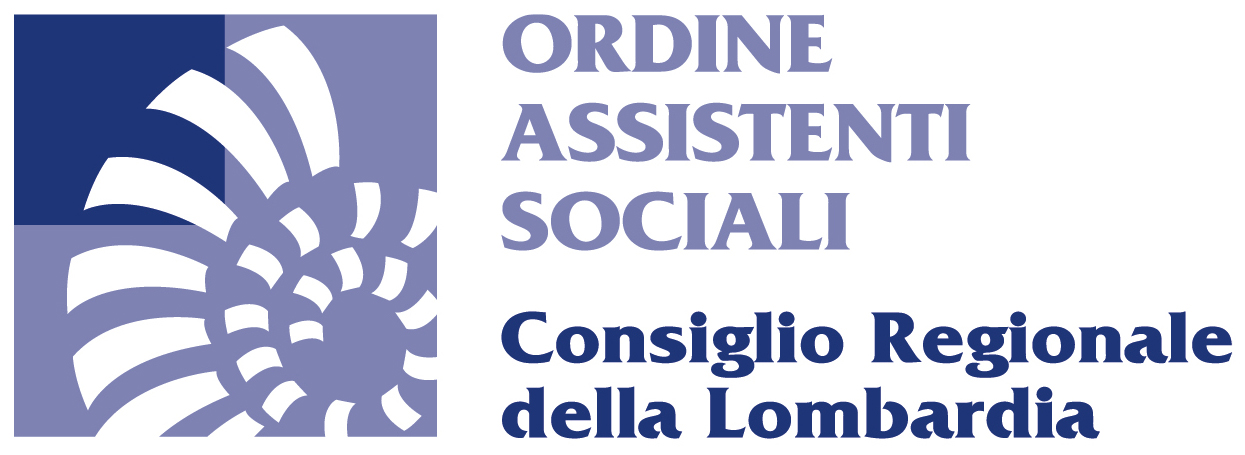 ORDINE
ASSISTENTI
SOCIALI
Consiglio Regionale
della Lombardia